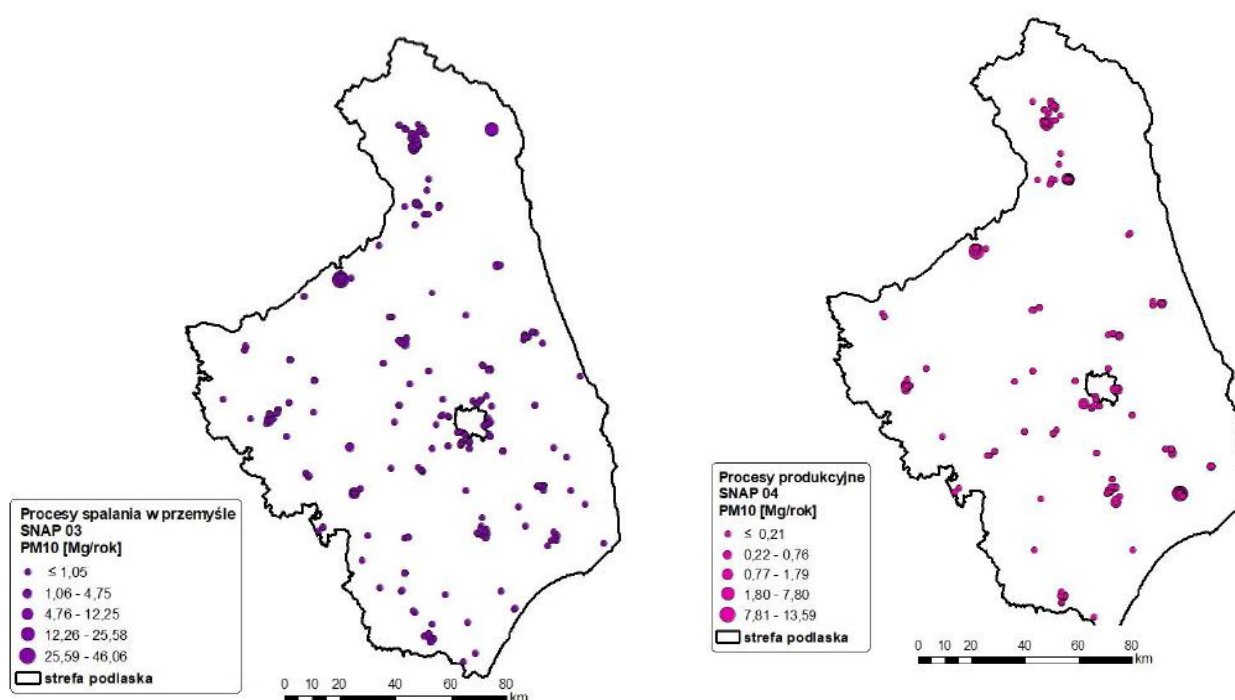 Procesy spalania w przemyśle
SNAP 03
PM10 [Mg/rok]
≤ 1,05
1,06 - 4,75
4,76 - 12,25
12,26 - 25,58
25,59 - 46,06
strefa podlaska
0 10 20 40 60 80
km
Procesy produkcyjne
SNAP 04
PM10 [Mg/rok]
≤ 0,21
0,22 - 0,76
0,77 - 1,79
1,80 - 7,80
7,81 - 13,59
strefa podlaska
0 10 20 40 60 80
km